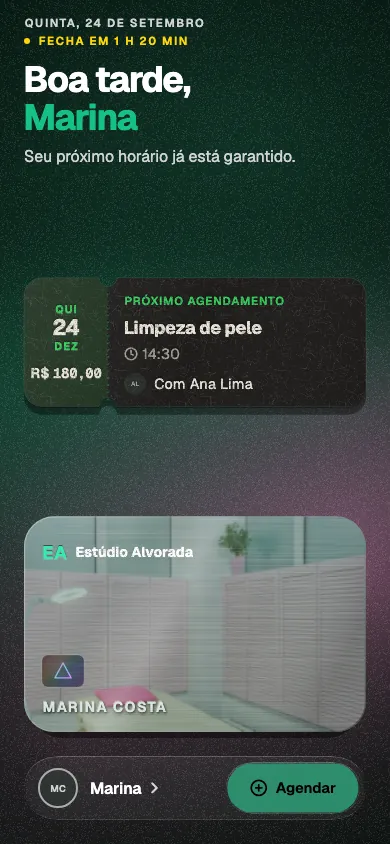 QUINTA, 24 DE SETEMBRO
FECHA EM 1 H 20 MIN
Boa tarde,
Marina
Seu próximo horário já está garantido.
QUI
24
DEZ
R$ 180,00
PRÓXIMO AGENDAMENTO
Limpeza de pele
14:30
AL
Com Ana Lima
EA Estúdio Alvorada
MARINA COSTA
MC
Marina
Agendar